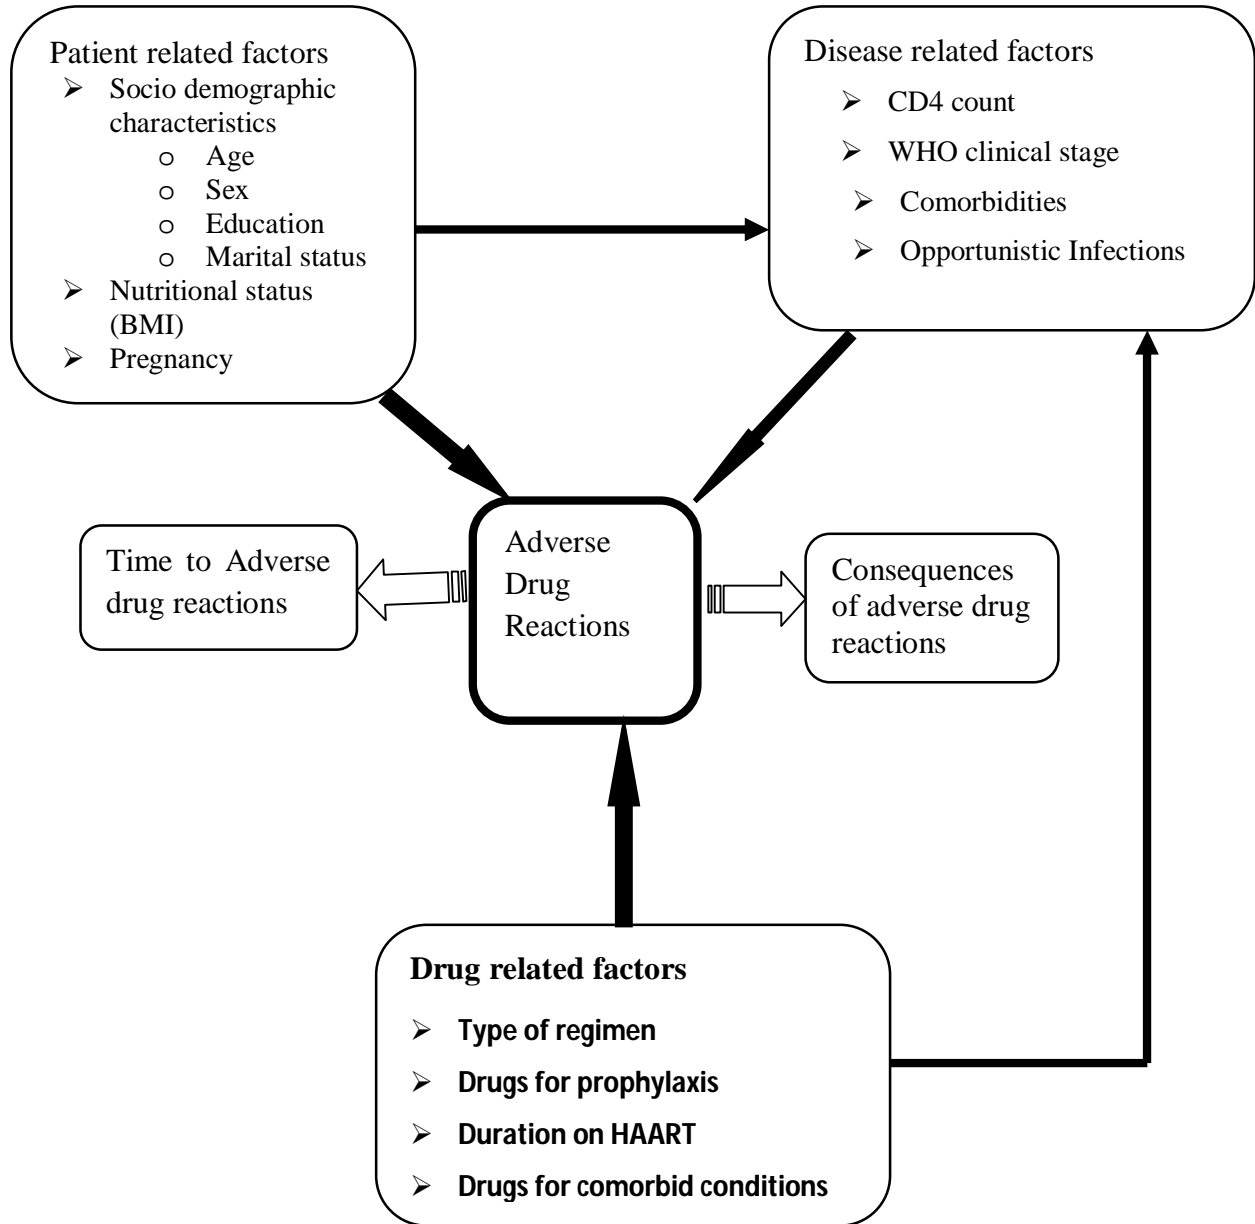 Patient related factors
➢ Socio demographic
characteristics
o Age
o Sex
o Education
o Marital status
➢ Nutritional status
(BMI)
➢ Pregnancy
Disease related factors
➢ CD4 count
➢ WHO clinical stage
➢ Comorbidities
➢ Opportunistic Infections
Time to Adverse
drug reactions
Adverse
Drug
Reactions
Consequences
of adverse drug
reactions
Drug related factors
➢ Type of regimen
➢ Drugs for prophylaxis
➢ Duration on HAART
➢ Drugs for comorbid conditions